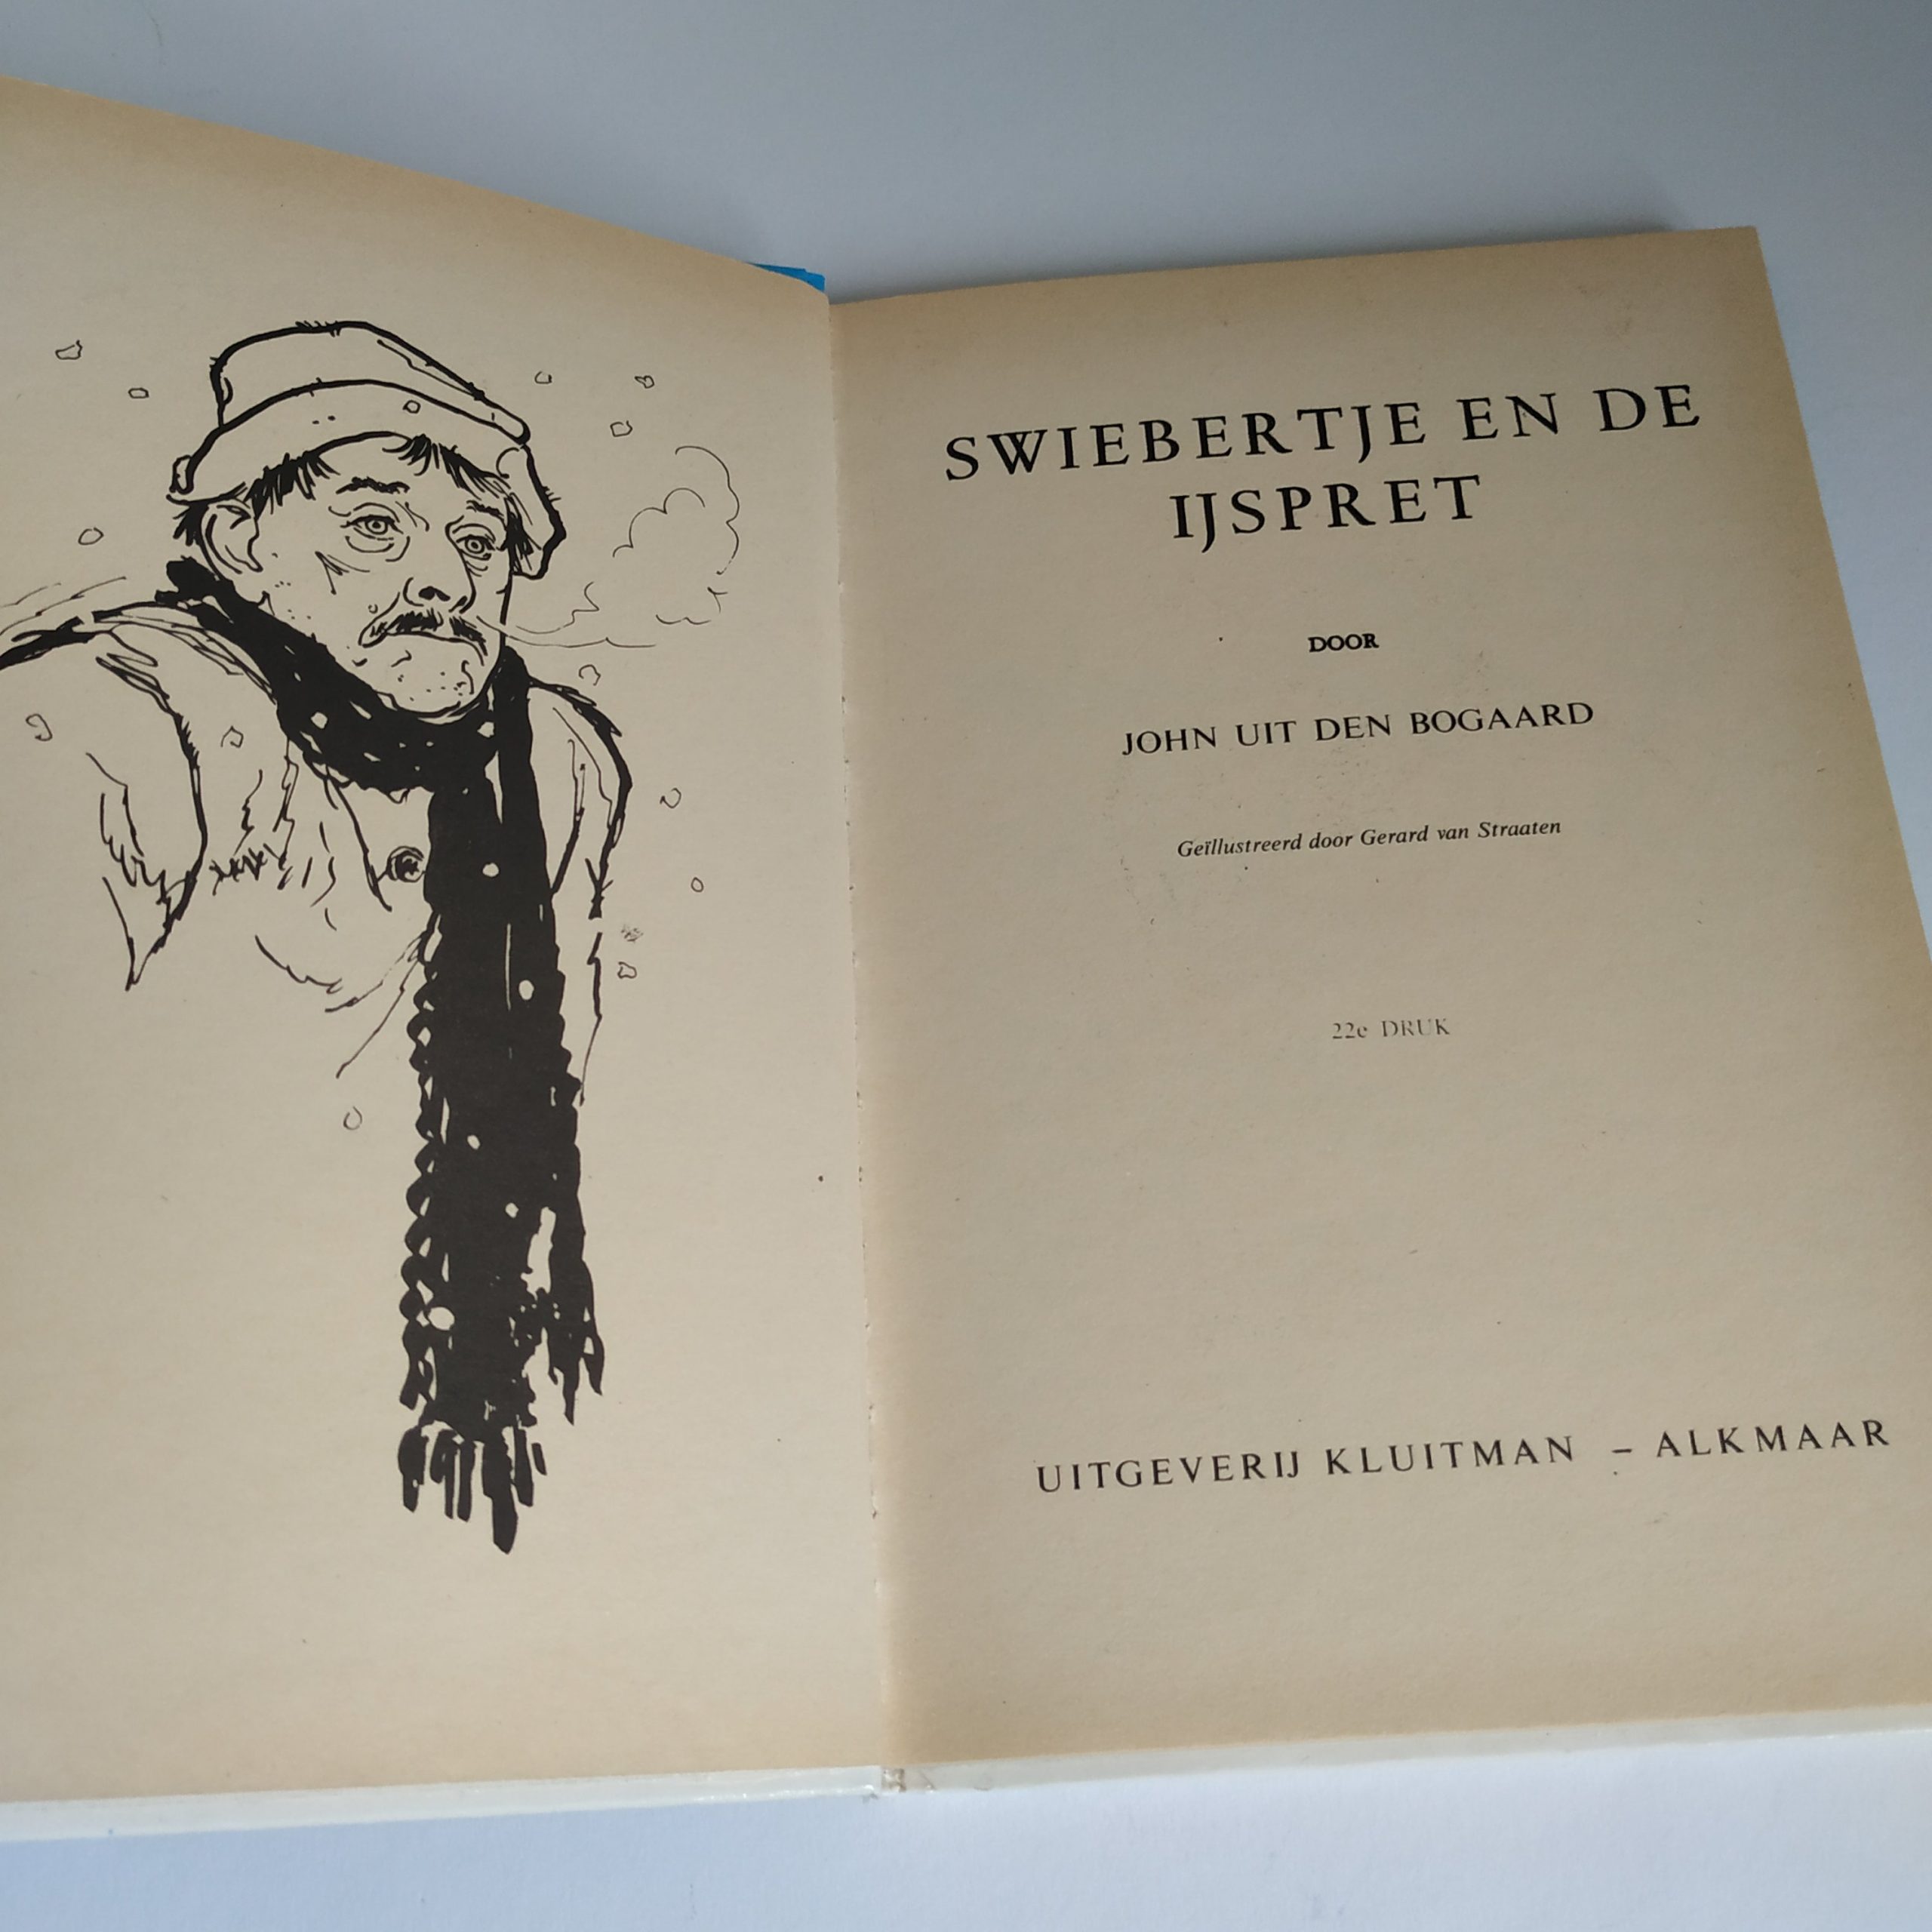 SWIEBERTJE EN DE
IJSPRET
DOOR
JOHN UIT DEN BOGAARD
Geïllustreerd door Gerard van Straaten
22e DRUK
UITGEVERIJ KLUITMAN – ALKMAAR